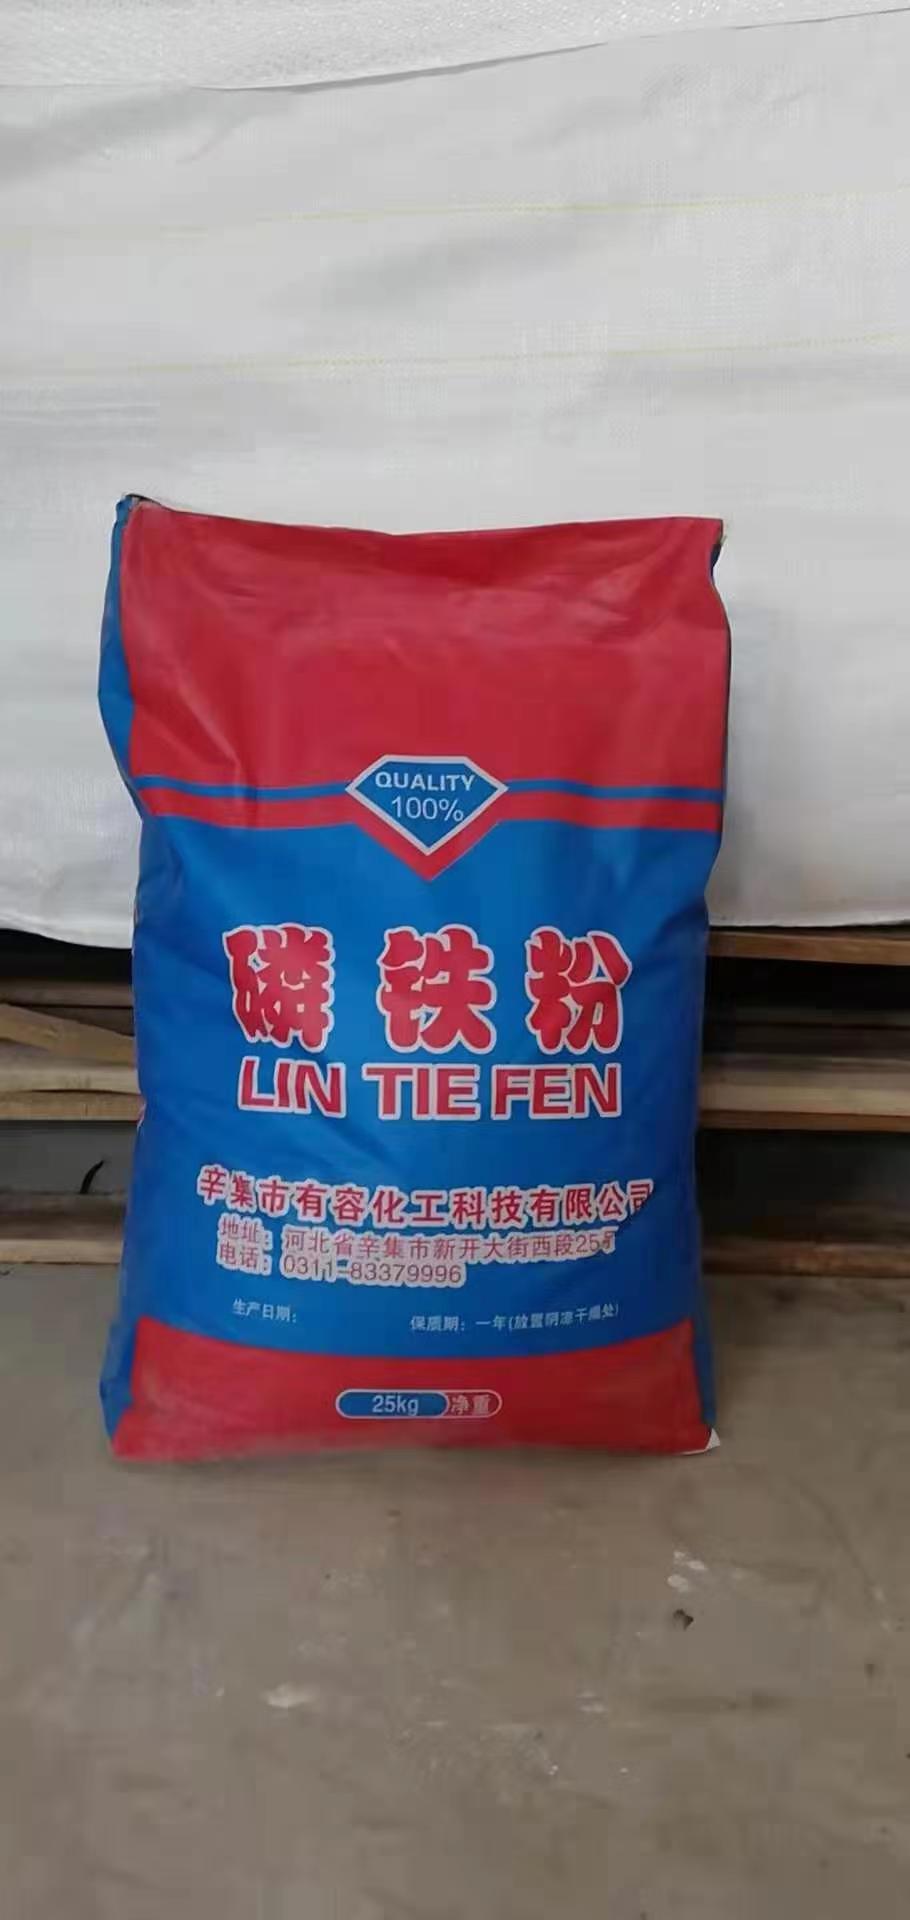 QUALITY
100%
磷铁粉
LIN TIE FEN
辛集市有容化工科技有限公司
地址：河北省辛集市新开大街西段25号
电话：0311-83379996
生产日期： 保质期：一年(放置阴凉干燥处)
25kg 净重